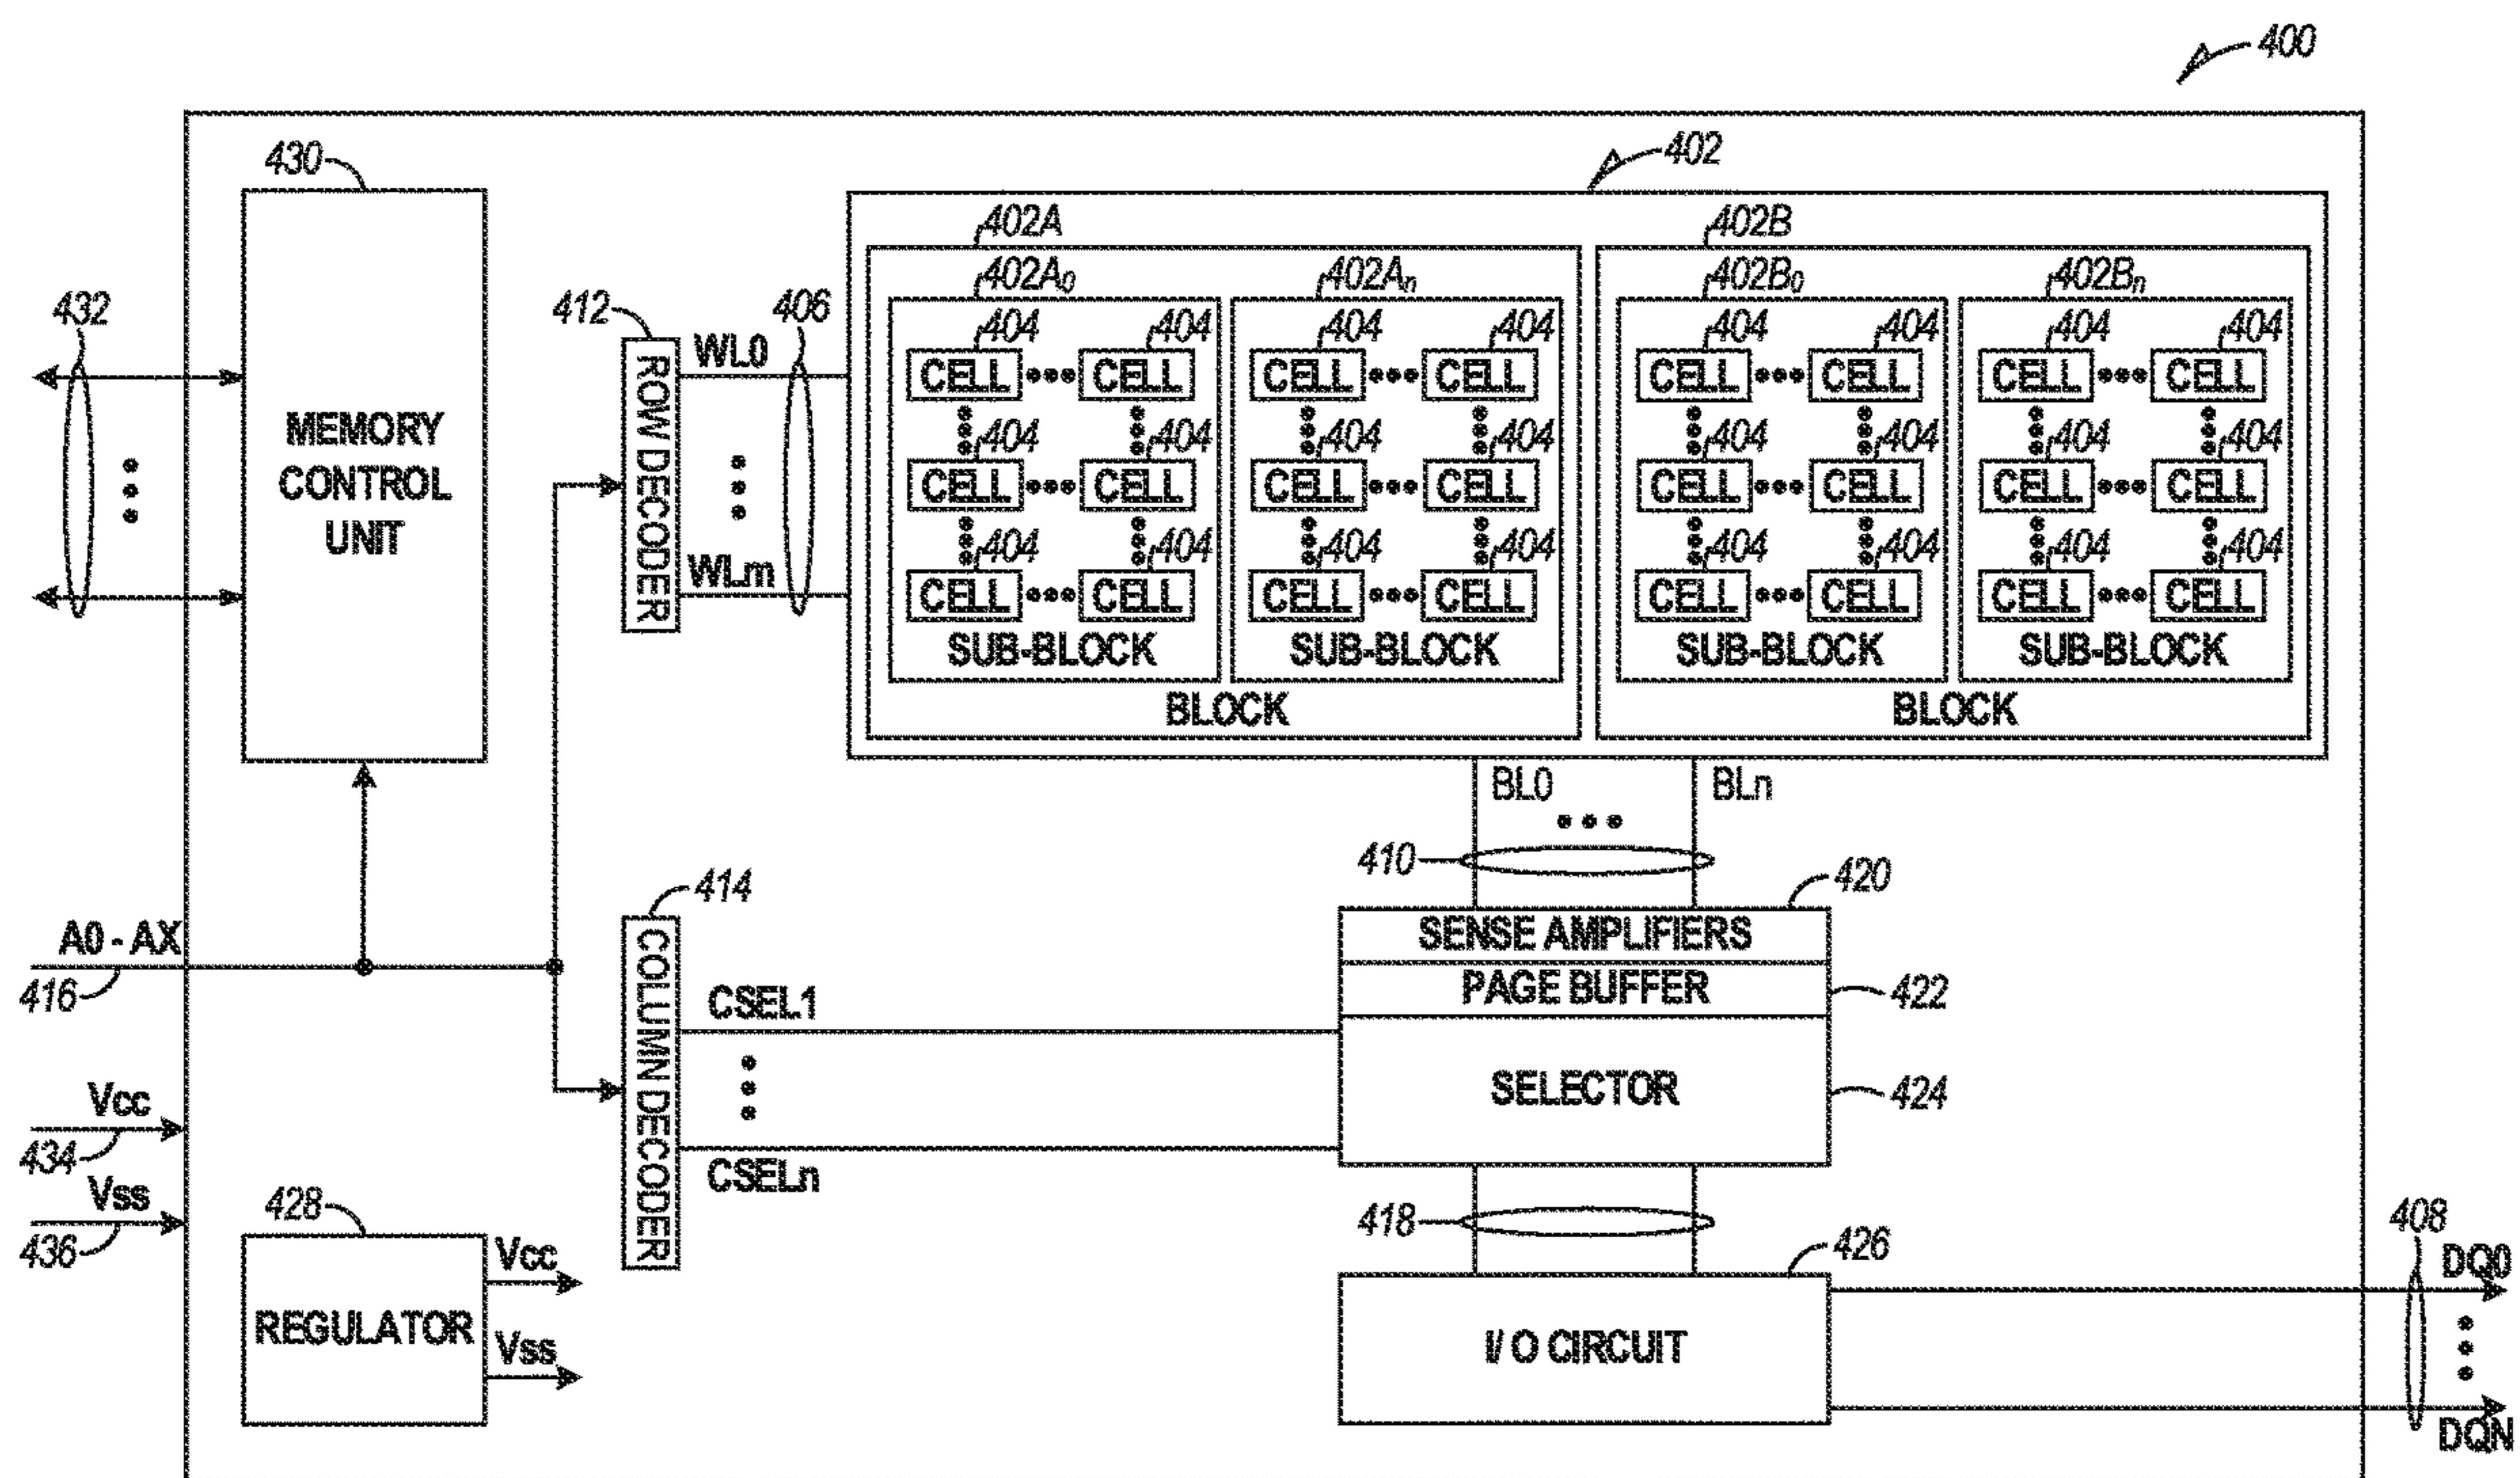 400
430
402
402A
402B
402A0
402An
402B0
402Bn
432
412
WL0
406
404 404 404 404 404 404 404 404
CELL CELL CELL CELL CELL CELL CELL CELL
MEMORY
CONTROL
UNIT
ROW DECODER
404 404 404 404 404 404 404 404
CELL CELL CELL CELL CELL CELL CELL CELL
WLm
404 404 404 404 404 404 404 404
CELL CELL CELL CELL CELL CELL CELL CELL
SUB-BLOCK SUB-BLOCK SUB-BLOCK SUB-BLOCK
BLOCK BLOCK
BL0
BLn
410
420
414
A0 - AX
416
COLUMN DECODER
SENSE AMPLIFIERS
PAGE BUFFER
422
CSEL1
SELECTOR
424
CSELn
Vcc
434
Vss
436
428
REGULATOR
Vcc
Vss
418
426
I/O CIRCUIT
408
DQ0
DQN